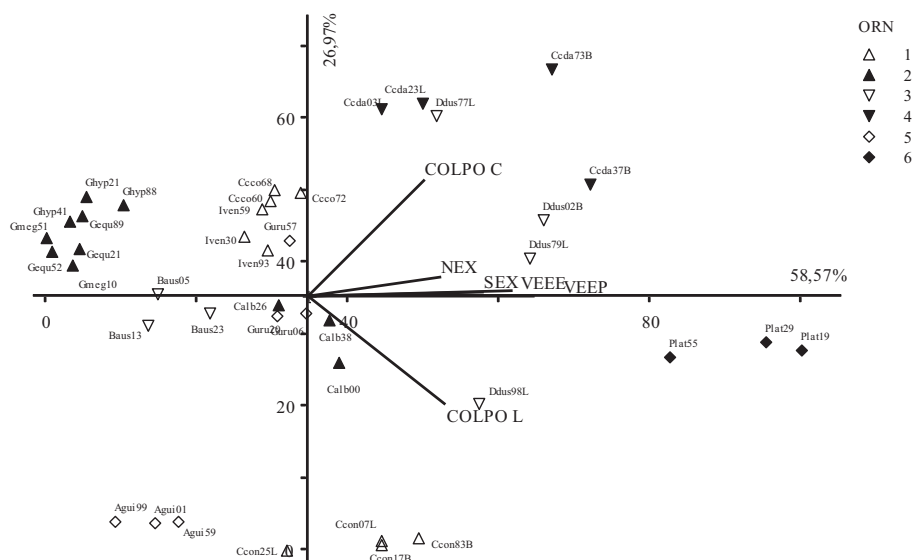 26,97%
ORN
1
2
3
4
5
6
Ccda73B
Ccda23L
Ccda03L
Ddus77L
60
COLPO C
Ccda37B
Ghyp21
Ghyp88
Ccco68
Ccco60
Ccco72
Iven59
Ghyp41
Gequ89
Ddus02B
Gmeg51
Guru57
Iven30
Gequ21
Iven93
Ddus79L
Gequ52
40
NEX
Gmeg10
Baus05
SEX VEEE VEEP
58,57%
0
40
80
Calb26
Baus13
Baus23
Guru20
Guru06
Calb38
Plat55
Plat29
Plat19
Calb00
Ddus98L
20
COLPO L
Agui99
Agui01
Agui59
Ccon07L
Ccon25L
Ccon83B
Ccon17B